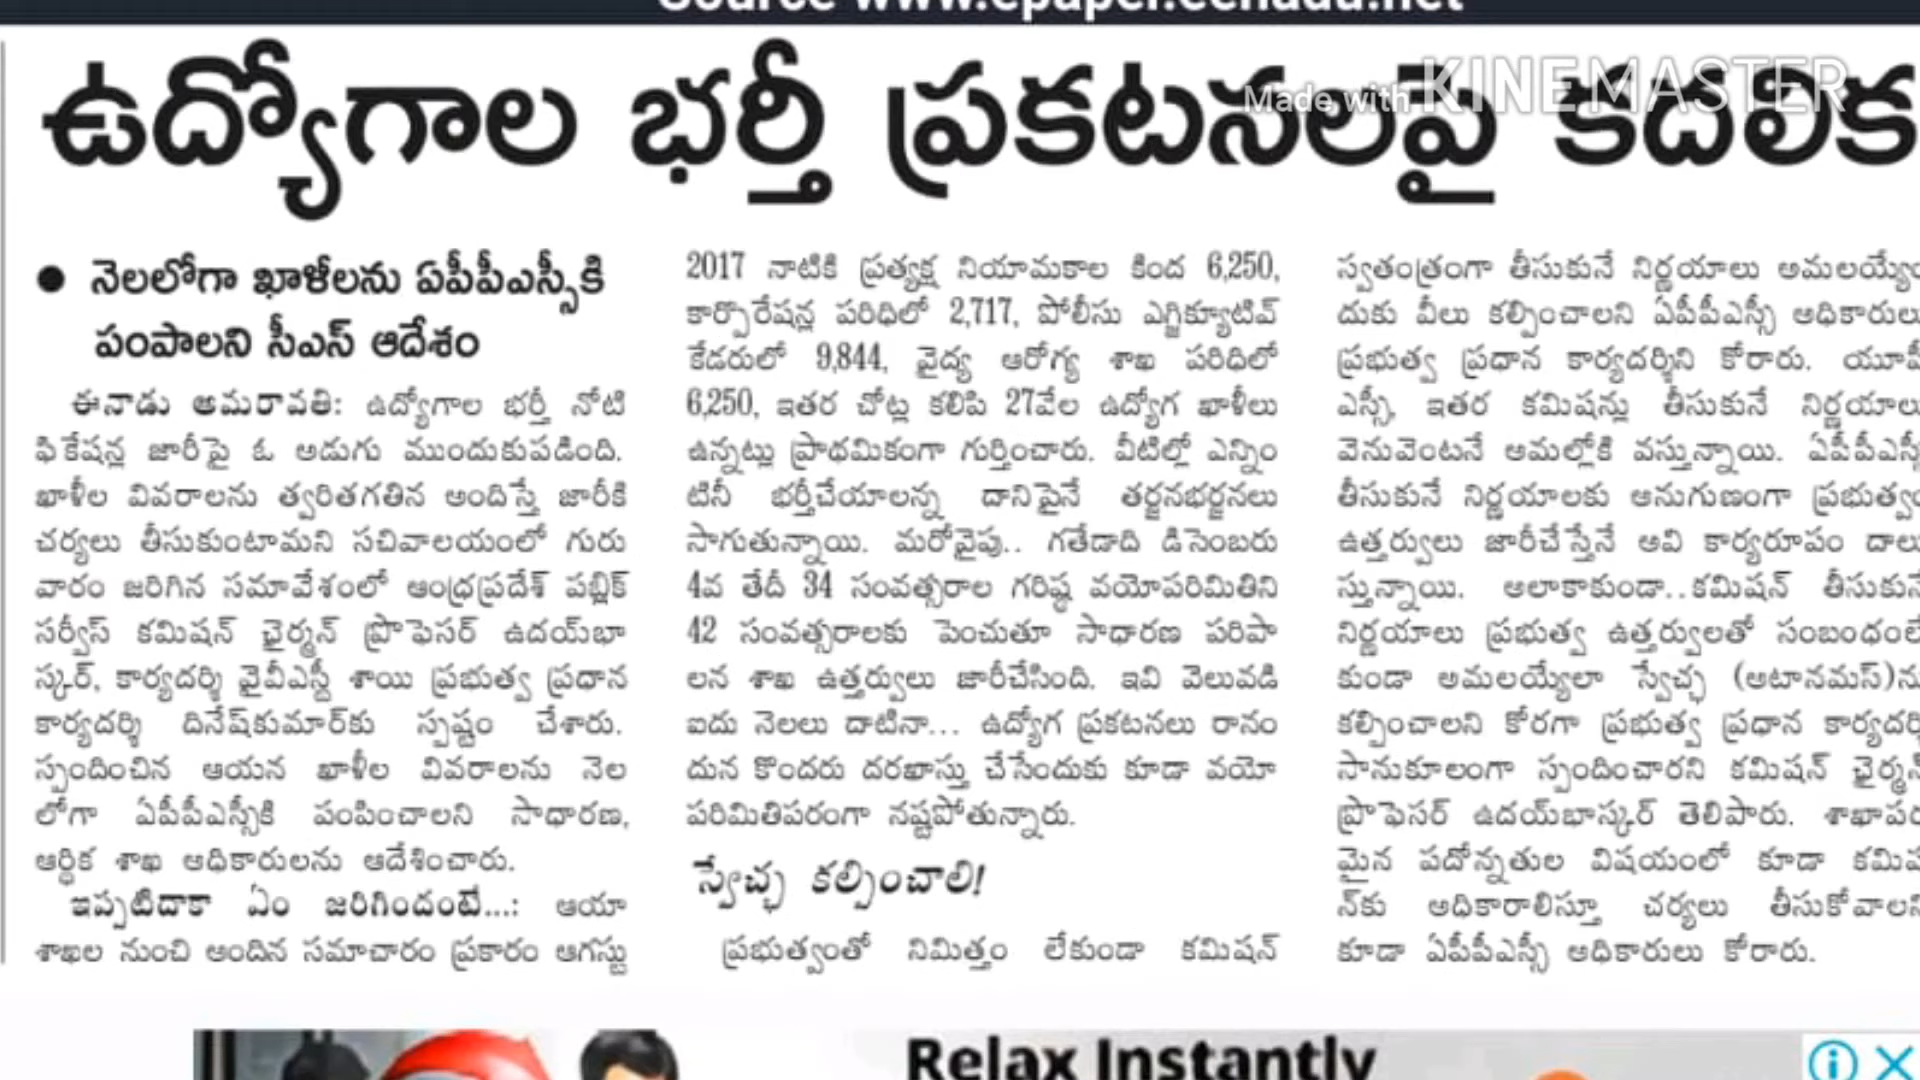 Source www.epaper.eenadu.net
Made with KINEMASTER
ఉద్యోగాల భర్తీ ప్రకటనలపై కదలిక
● నెలలోగా ఖాళీలను ఏపీపీఎస్సీకి
పంపాలని సీఎస్ ఆదేశం
ఈనాడు అమరావతి: ఉద్యోగాల భర్తీ నోటి
ఫికేషన్ల జారీపై ఓ అడుగు ముందుకుపడింది.
ఖాళీల వివరాలను త్వరితగతిన అందిస్తే జారీకి
చర్యలు తీసుకుంటామని సచివాలయంలో గురు
వారం జరిగిన సమావేశంలో ఆంధ్రప్రదేశ్ పబ్లిక్
సర్వీస్ కమిషన్ ఛైర్మన్ ప్రొఫెసర్ ఉదయ్‌భా
స్కర్, కార్యదర్శి వైవీఎస్టీ శాయి ప్రభుత్వ ప్రధాన
కార్యదర్శి దినేష్‌కుమార్‌కు స్పష్టం చేశారు.
స్పందించిన ఆయన ఖాళీల వివరాలను నెల
లోగా ఏపీపీఎస్సీకి పంపించాలని సాధారణ,
ఆర్థిక శాఖ అధికారులను ఆదేశించారు.
ఇప్పటిదాకా ఏం జరిగిందంటే...: ఆయా
శాఖల నుంచి అందిన సమాచారం ప్రకారం ఆగస్టు
2017 నాటికి ప్రత్యక్ష నియామకాల కింద 6,250,
కార్పొరేషన్ల పరిధిలో 2,717, పోలీసు ఎగ్జిక్యూటివ్
కేడరులో 9,844, వైద్య ఆరోగ్య శాఖ పరిధిలో
6,250, ఇతర చోట్ల కలిపి 27వేల ఉద్యోగ ఖాళీలు
ఉన్నట్లు ప్రాథమికంగా గుర్తించారు. వీటిల్లో ఎన్నిం
టినీ భర్తీచేయాలన్న దానిపైనే తర్జనభర్జనలు
సాగుతున్నాయి. మరోవైపు.. గతేడాది డిసెంబరు
4వ తేదీ 34 సంవత్సరాల గరిష్ఠ వయోపరిమితిని
42 సంవత్సరాలకు పెంచుతూ సాధారణ పరిపా
లన శాఖ ఉత్తర్వులు జారీచేసింది. ఇవి వెలువడి
ఐదు నెలలు దాటినా... ఉద్యోగ ప్రకటనలు రానం
దున కొందరు దరఖాస్తు చేసేందుకు కూడా వయో
పరిమితిపరంగా నష్టపోతున్నారు.
స్వేచ్ఛ కల్పించాలి!
ప్రభుత్వంతో నిమిత్తం లేకుండా కమిషన్
స్వతంత్రంగా తీసుకునే నిర్ణయాలు అమలయ్యేం
దుకు వీలు కల్పించాలని ఏపీపీఎస్సీ అధికారులు
ప్రభుత్వ ప్రధాన కార్యదర్శిని కోరారు. యూపీ
ఎస్సీ, ఇతర కమిషన్లు తీసుకునే నిర్ణయాలు
వెనువెంటనే అమల్లోకి వస్తున్నాయి. ఏపీపీఎస్సీ
తీసుకునే నిర్ణయాలకు అనుగుణంగా ప్రభుత్వం
ఉత్తర్వులు జారీచేస్తేనే అవి కార్యరూపం దాలు
స్తున్నాయి. అలాకాకుండా..కమిషన్ తీసుకునే
నిర్ణయాలు ప్రభుత్వ ఉత్తర్వులతో సంబంధంలే
కుండా అమలయ్యేలా స్వేచ్ఛ (ఆటానమస్)ను
కల్పించాలని కోరగా ప్రభుత్వ ప్రధాన కార్యదర్శి
సానుకూలంగా స్పందించారని కమిషన్ ఛైర్మన్
ప్రొఫెసర్ ఉదయ్‌భాస్కర్ తెలిపారు. శాఖాపర
మైన పదోన్నతుల విషయంలో కూడా కమిష
న్‌కు అధికారాలిస్తూ చర్యలు తీసుకోవాలని
కూడా ఏపీపీఎస్సీ అధికారులు కోరారు.
Relax Instantly